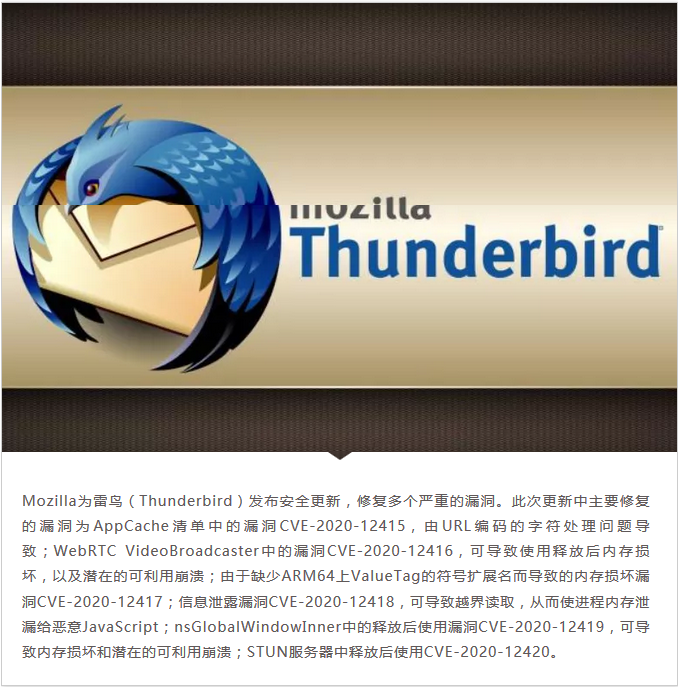 mozilla
Thunderbird
Mozilla为雷鸟（Thunderbird）发布安全更新，修复多个严重的漏洞。此次更新中主要修复
的漏洞为AppCache清单中的漏洞CVE-2020-12415，由URL编码的字符处理问题导
致；WebRTC VideoBroadcaster中的漏洞CVE-2020-12416，可导致使用释放后内存损
坏，以及潜在的可利用崩溃；由于缺少ARM64上ValueTag的符号扩展名而导致的内存损坏漏
洞CVE-2020-12417；信息泄露漏洞CVE-2020-12418，可导致越界读取，从而使进程内存泄
漏给恶意JavaScript；nsGlobalWindowInner中的释放后使用漏洞CVE-2020-12419，可导
致内存损坏和潜在的可利用崩溃；STUN服务器中释放后使用CVE-2020-12420。